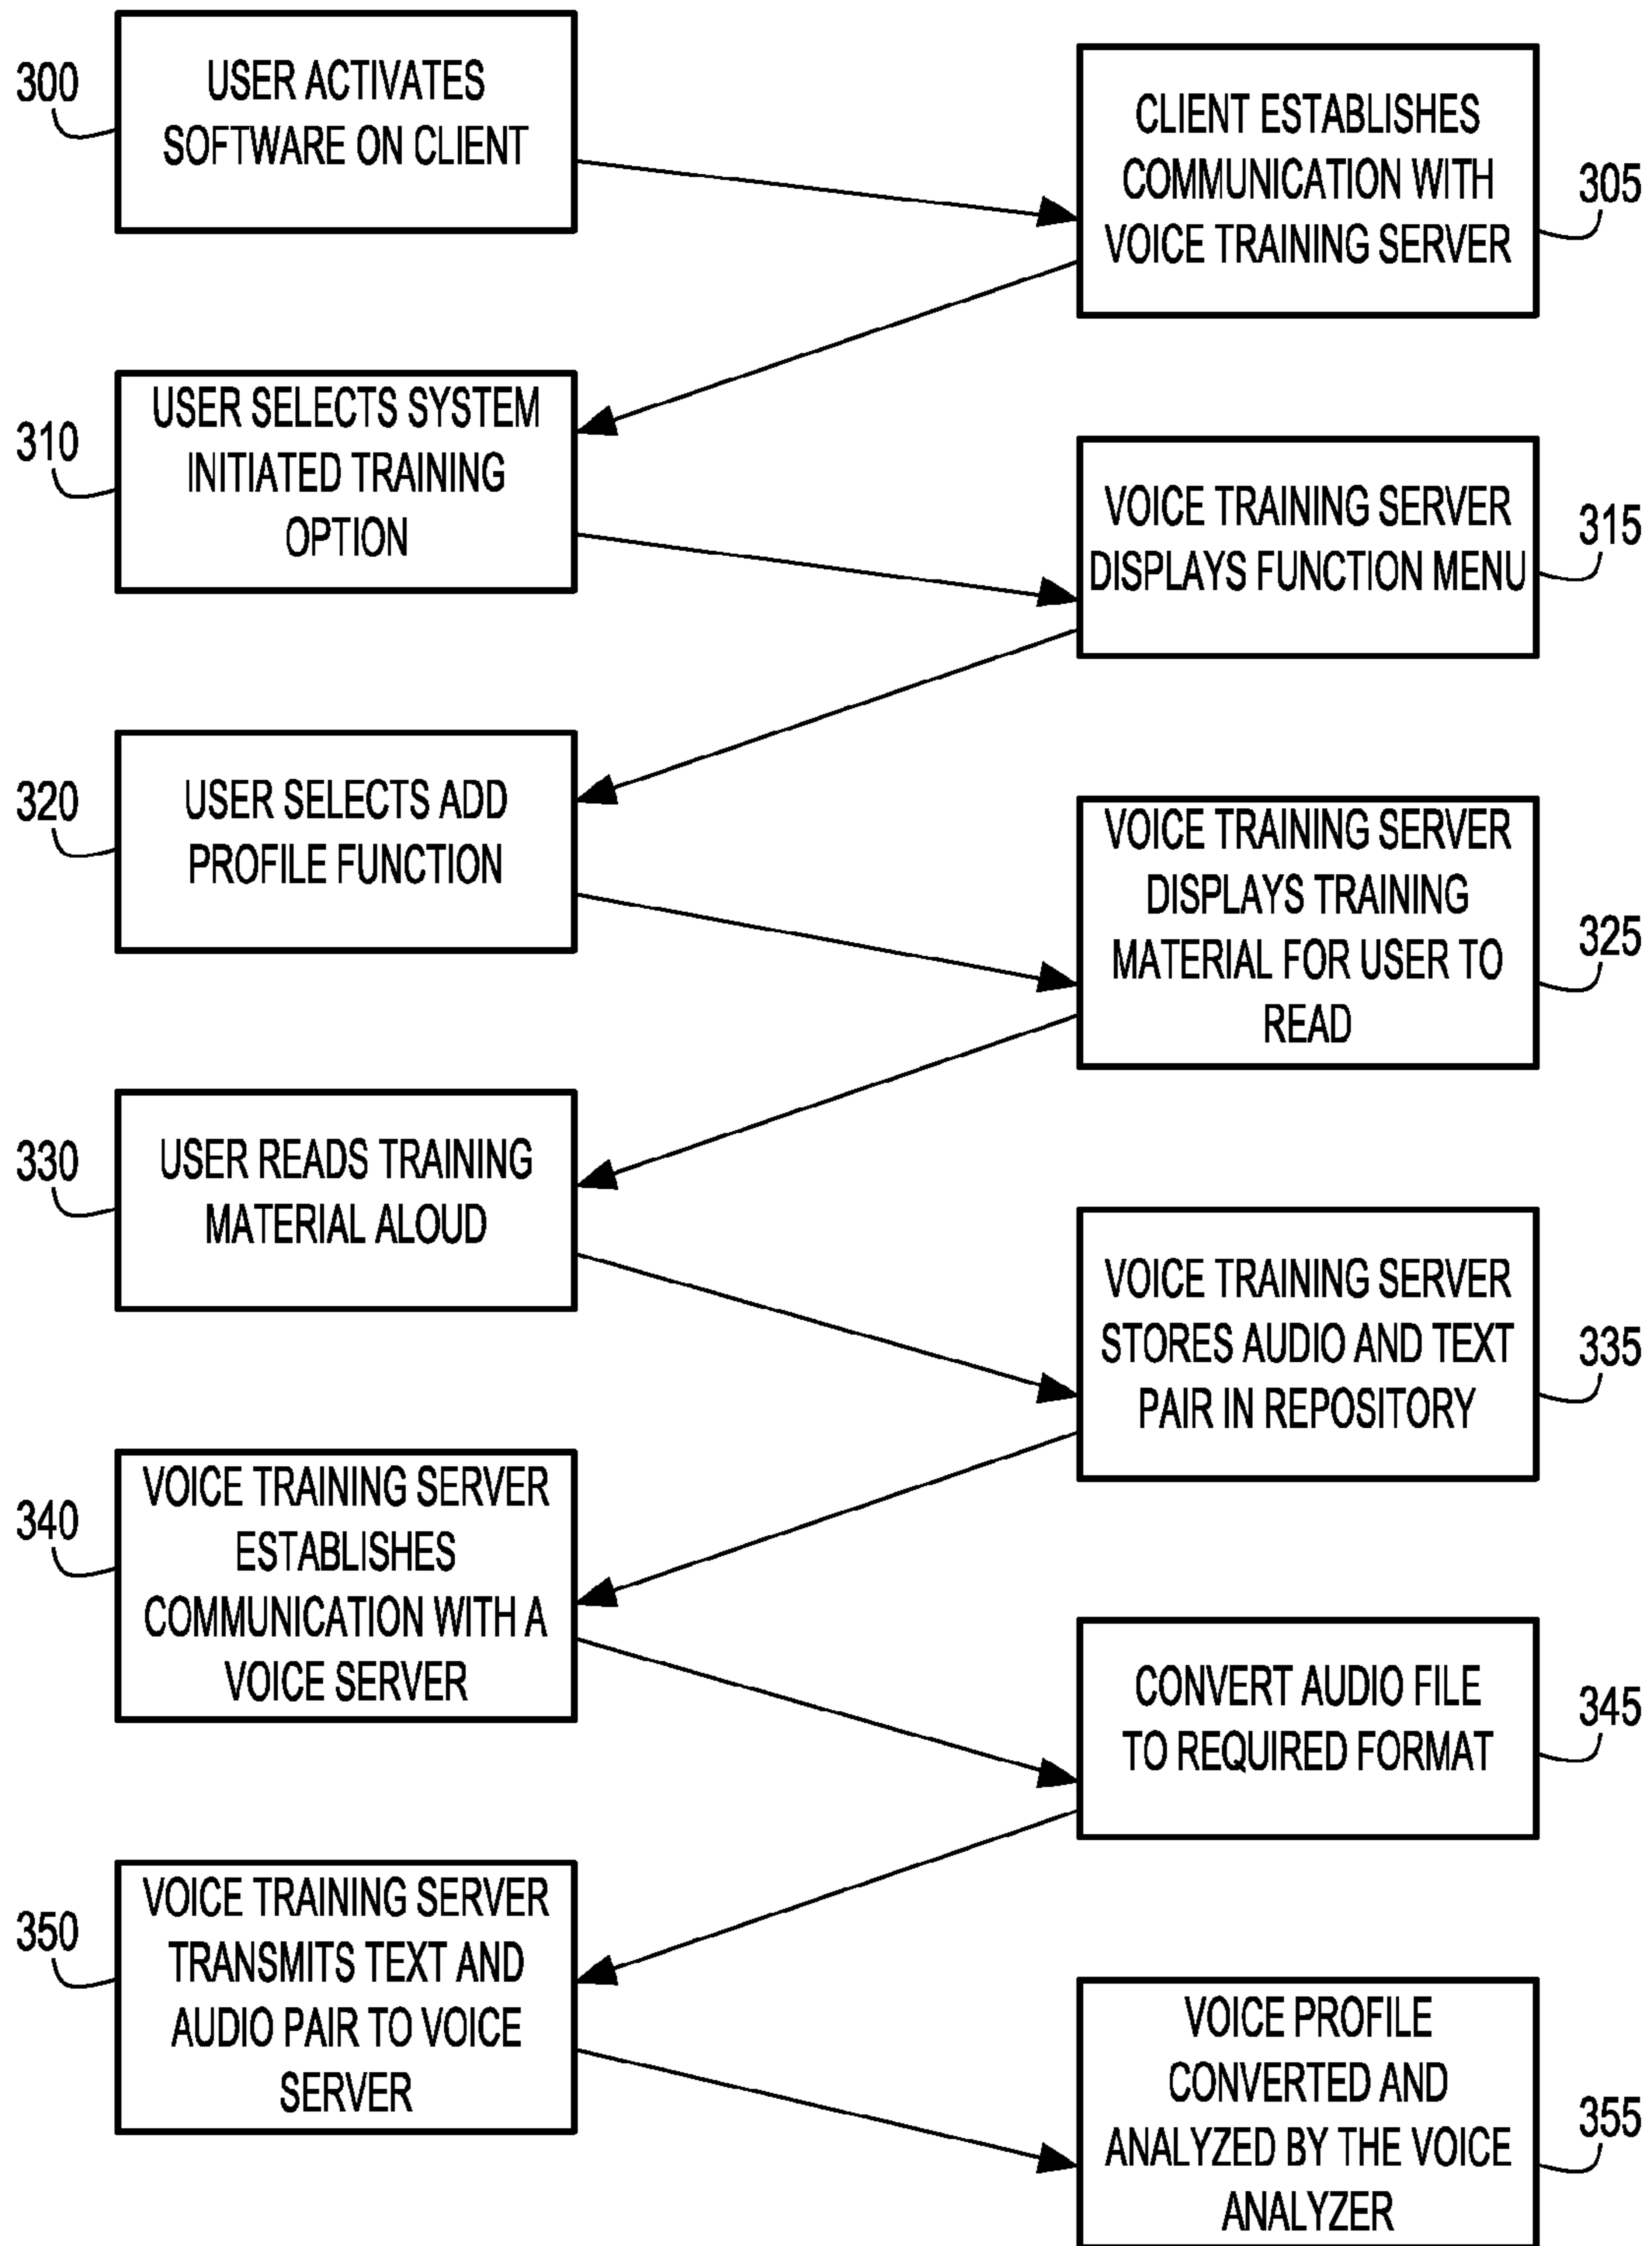 300
USER ACTIVATES
SOFTWARE ON CLIENT
CLIENT ESTABLISHES
COMMUNICATION WITH
VOICE TRAINING SERVER
305
310
USER SELECTS SYSTEM
INITIATED TRAINING
OPTION
VOICE TRAINING SERVER
DISPLAYS FUNCTION MENU
315
320
USER SELECTS ADD
PROFILE FUNCTION
VOICE TRAINING SERVER
DISPLAYS TRAINING
MATERIAL FOR USER TO
READ
325
330
USER READS TRAINING
MATERIAL ALOUD
VOICE TRAINING SERVER
STORES AUDIO AND TEXT
PAIR IN REPOSITORY
335
340
VOICE TRAINING SERVER
ESTABLISHES
COMMUNICATION WITH A
VOICE SERVER
CONVERT AUDIO FILE
TO REQUIRED FORMAT
345
350
VOICE TRAINING SERVER
TRANSMITS TEXT AND
AUDIO PAIR TO VOICE
SERVER
VOICE PROFILE
CONVERTED AND
ANALYZED BY THE VOICE
ANALYZER
355